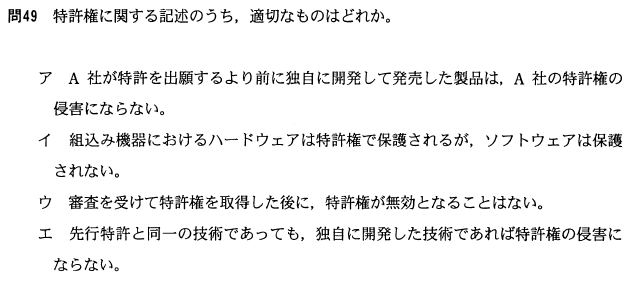 問49 特許権に関する記述のうち，適切なものはどれか。
ア A 社が特許を出願するより前に独自に開発して発売した製品は，A 社の特許権の
侵害にならない。
イ 組込み機器におけるハードウェアは特許権で保護されるが，ソフトウェアは保護
されない。
ウ 審査を受けて特許権を取得した後に，特許権が無効となることはない。
エ 先行特許と同一の技術であっても，独自に開発した技術であれば特許権の侵害に
ならない。